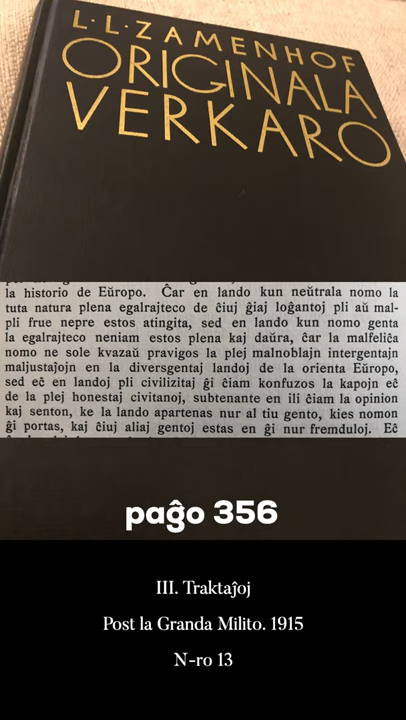 L·L·ZAMENHOF
ORIGINALA
VERKARO
la historio de Eŭropo. Ĉar en lando kun neŭtrala nomo la
tuta natura plena egalrajteco de ĉiuj ĝiaj loĝantoj pli aŭ mal-
pli frue nepre estos atingita, sed en lando kun nomo genta
la egalrajteco neniam estos plena kaj daŭra, ĉar la malfeliĉa
nomo ne sole kvazaŭ pravigos la plej malnoblajn intergentajn
maljustajojn en la diversgentaj landoj de la orienta Eŭropo,
sed eĉ en landoj pli civilizitaj ĝi ĉiam konfuzos la kapojn eĉ
de la plej honestaj civitanoj, subtenante en ili ĉiam la opinion
kaj senton, ke la lando apartenas nur al tiu gento, kies nomon
ĝi portas, kaj ĉiuj aliaj gentoj estas en ĝi nur fremduloj. Eĉ
paĝo 356
III. Traktaĵoj
Post la Granda Milito. 1915
N-ro 13